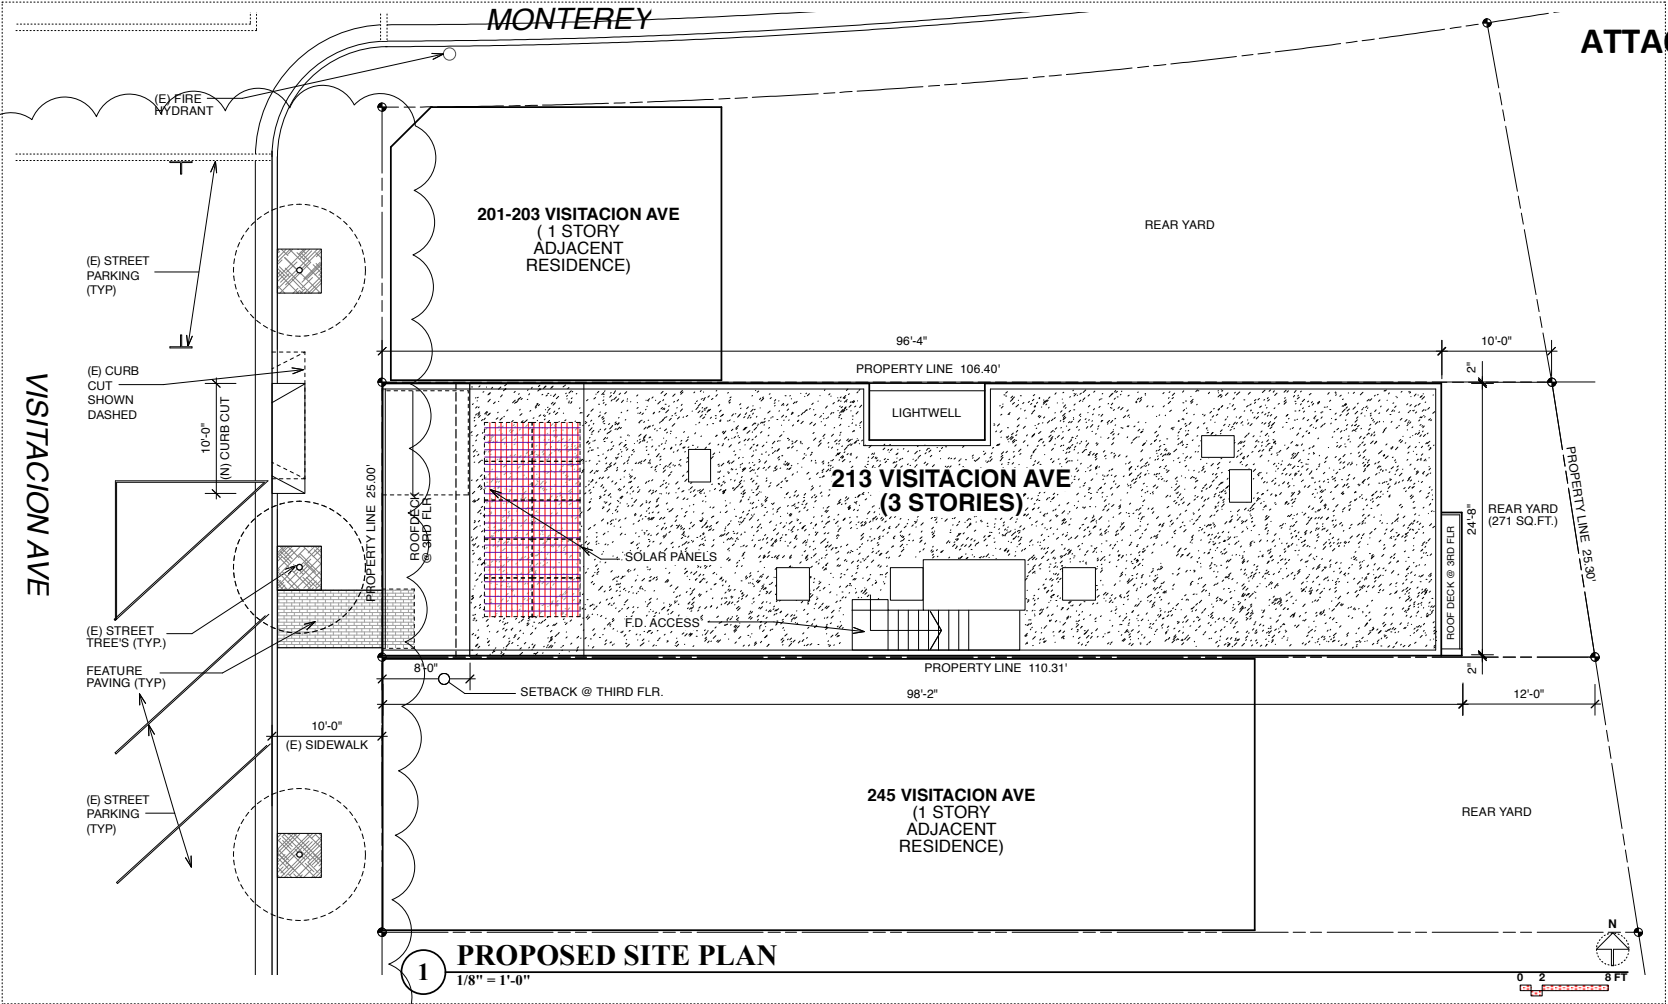 MONTEREY
ATTA
(E) FIRE
HYDRANT
201-203 VISITACION AVE
( 1 STORY
ADJACENT
RESIDENCE)
REAR YARD
(E) STREET
PARKING
(TYP)
96'-4"
10'-0"
PROPERTY LINE 106.40'
2"
(E) CURB
CUT
SHOWN
DASHED
10'-0"
(N) CURB CUT
VISITACION AVE
PROPERTY LINE 25.00'
ROOFDECK
@ 3RD FLR
LIGHTWELL
213 VISITACION AVE
(3 STORIES)
SOLAR PANELS
F.D. ACCESS
24'-8"
ROOF DECK @ 3RD FLR
REAR YARD
(271 SQ.FT.)
PROPERTY LINE 25.30'
(E) STREET
TREE'S (TYP.)
FEATURE
PAVING (TYP)
8'-0"
SETBACK @ THIRD FLR.
PROPERTY LINE 110.31'
2"
98'-2"
12'-0"
10'-0"
(E) SIDEWALK
(E) STREET
PARKING
(TYP)
245 VISITACION AVE
(1 STORY
ADJACENT
RESIDENCE)
REAR YARD
1
PROPOSED SITE PLAN
1/8" = 1'-0"
N
0 2 8 FT